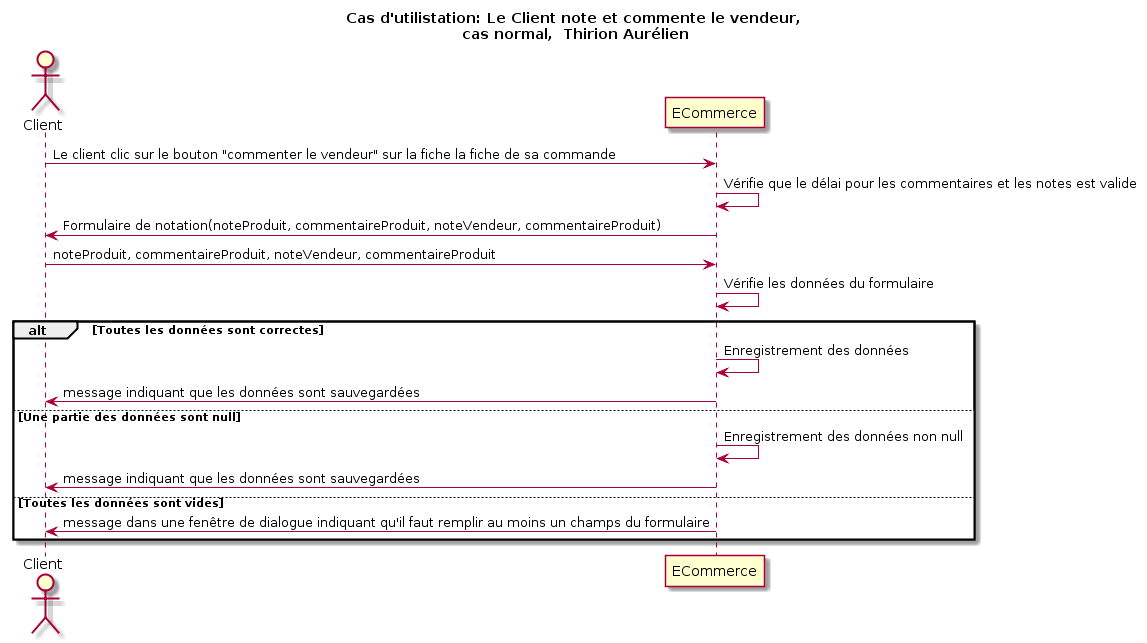 Cas d'utilistation: Le Client note et commente le vendeur,
cas normal,  Thirion Aurélien
Client
ECommerce
Le client clic sur le bouton "commenter le vendeur" sur la fiche la fiche de sa commande
Vérifie que le délai pour les commentaires et les notes est valide
Formulaire de notation(noteProduit, commentaireProduit, noteVendeur, commentaireProduit)
noteProduit, commentaireProduit, noteVendeur, commentaireProduit
Vérifie les données du formulaire
alt [Toutes les données sont correctes]
Enregistrement des données
message indiquant que les données sont sauvegardées
[Une partie des données sont null]
Enregistrement des données non null
message indiquant que les données sont sauvegardées
[Toutes les données sont vides]
message dans une fenêtre de dialogue indiquant qu'il faut remplir au moins un champs du formulaire
Client
ECommerce